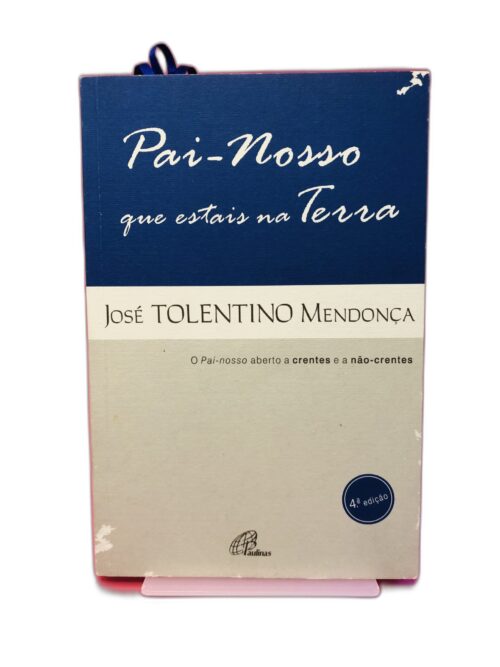 Pai-Nosso
que estais na Terra
José TOLENTINO MENDONÇA
O Pai-nosso aberto a crentes e a não-crentes
4.ª edição
Paulinas